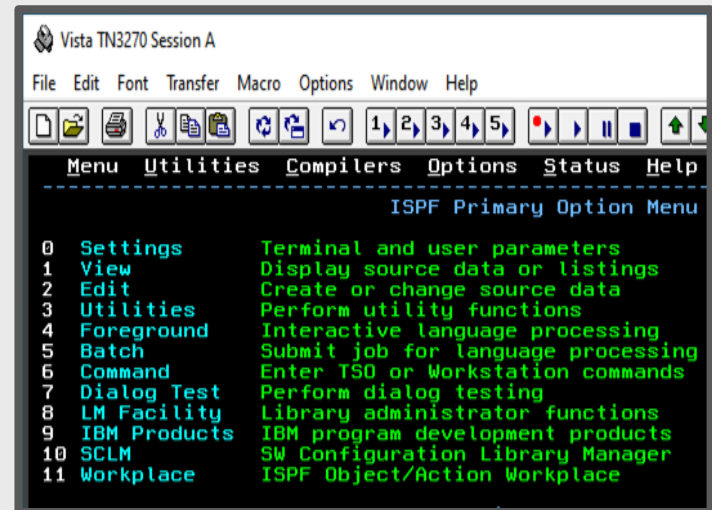 Vista TN3270 Session A
File Edit Font Transfer Macro Options Window Help
1 2 3 4 5
Menu Utilities Compilers Options Status Help
ISPF Primary Option Menu
0 Settings Terminal and user parameters
1 View Display source data or listings
2 Edit Create or change source data
3 Utilities Perform utility functions
4 Foreground Interactive language processing
5 Batch Submit job for language processing
6 Command Enter TSO or Workstation commands
7 Dialog Test Perform dialog testing
8 LM Facility Library administrator functions
9 IBM Products IBM program development products
10 SCLM SW Configuration Library Manager
11 Workplace ISPF Object/Action Workplace